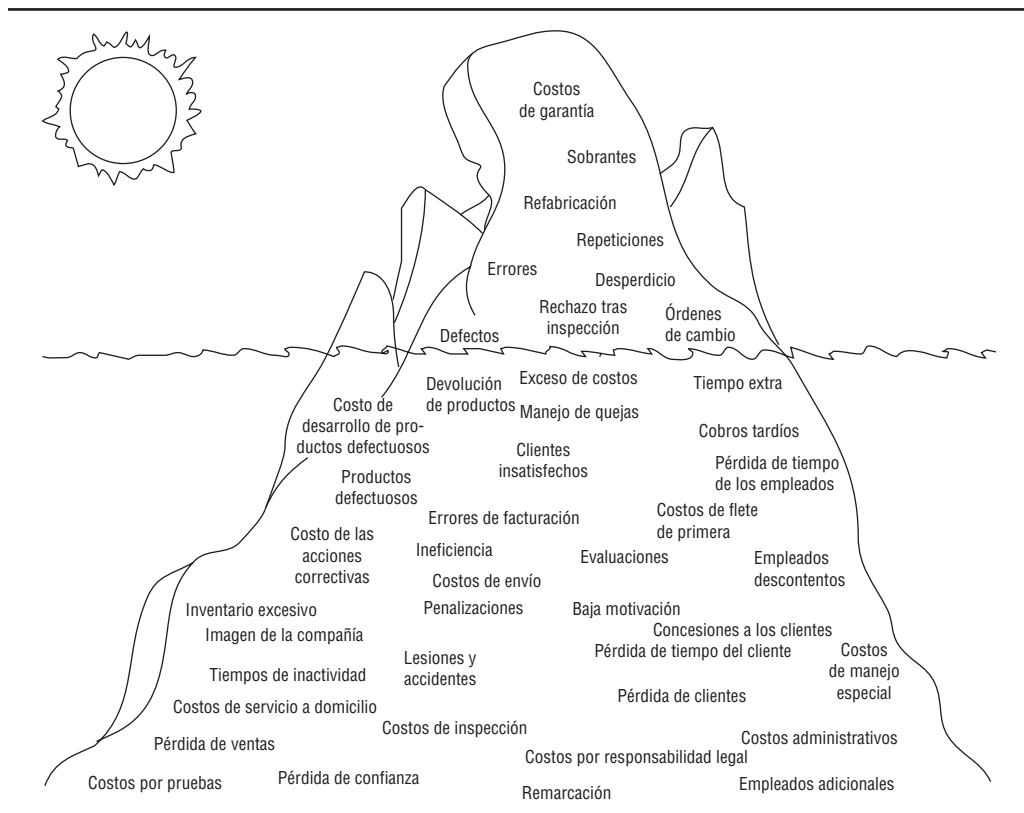 Costos
de garantía
Sobrantes
Refabricación
Repeticiones
Errores
Desperdicio
Rechazo tras
inspección
Órdenes
de cambio
Defectos
Devolución
de productos
Exceso de costos
Tiempo extra
Costo de
desarrollo de pro-
ductos defectuosos
Manejo de quejas
Cobros tardíos
Clientes
insatisfechos
Pérdida de tiempo
de los empleados
Productos
defectuosos
Costos de flete
de primera
Errores de facturación
Costo de las
acciones
correctivas
Ineficiencia
Evaluaciones
Empleados
descontentos
Costos de envío
Inventario excesivo
Penalizaciones
Baja motivación
Imagen de la compañía
Concesiones a los clientes
Pérdida de tiempo del cliente
Costos
de manejo
especial
Lesiones y
accidentes
Tiempos de inactividad
Pérdida de clientes
Costos de servicio a domicilio
Costos de inspección
Pérdida de ventas
Costos administrativos
Costos por responsabilidad legal
Costos por pruebas
Pérdida de confianza
Empleados adicionales
Remarcación